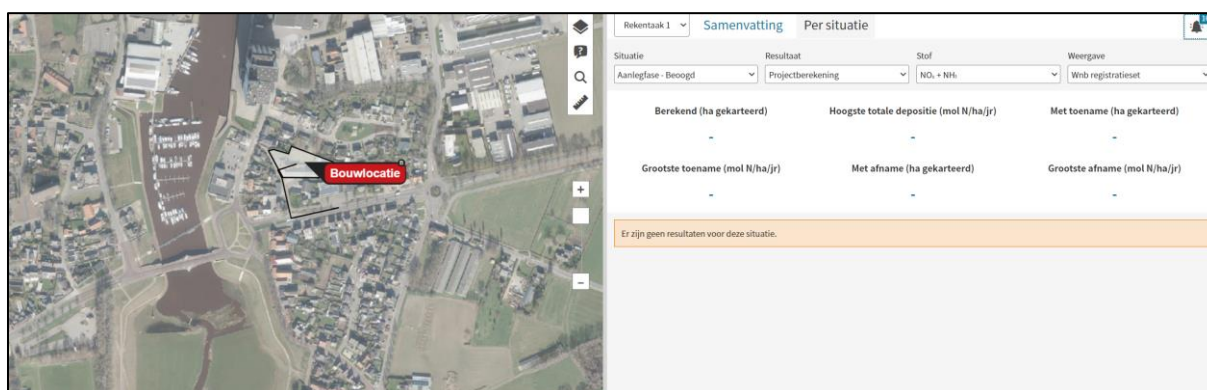 Bouwlocatie
Rekentaak 1 Samenvatting Per situatie
Situatie Resultaat Stof Weergave
Aanlegfase - Beoogd Projectberekening NOₓ + NH₃ Wnb registratieset
Berekend (ha gekarteerd) Hoogste totale depositie (mol N/ha/jr) Met toename (ha gekarteerd)
- - -
Grootste toename (mol N/ha/jr) Met afname (ha gekarteerd) Grootste afname (mol N/ha/jr)
- - -
Er zijn geen resultaten voor deze situatie.